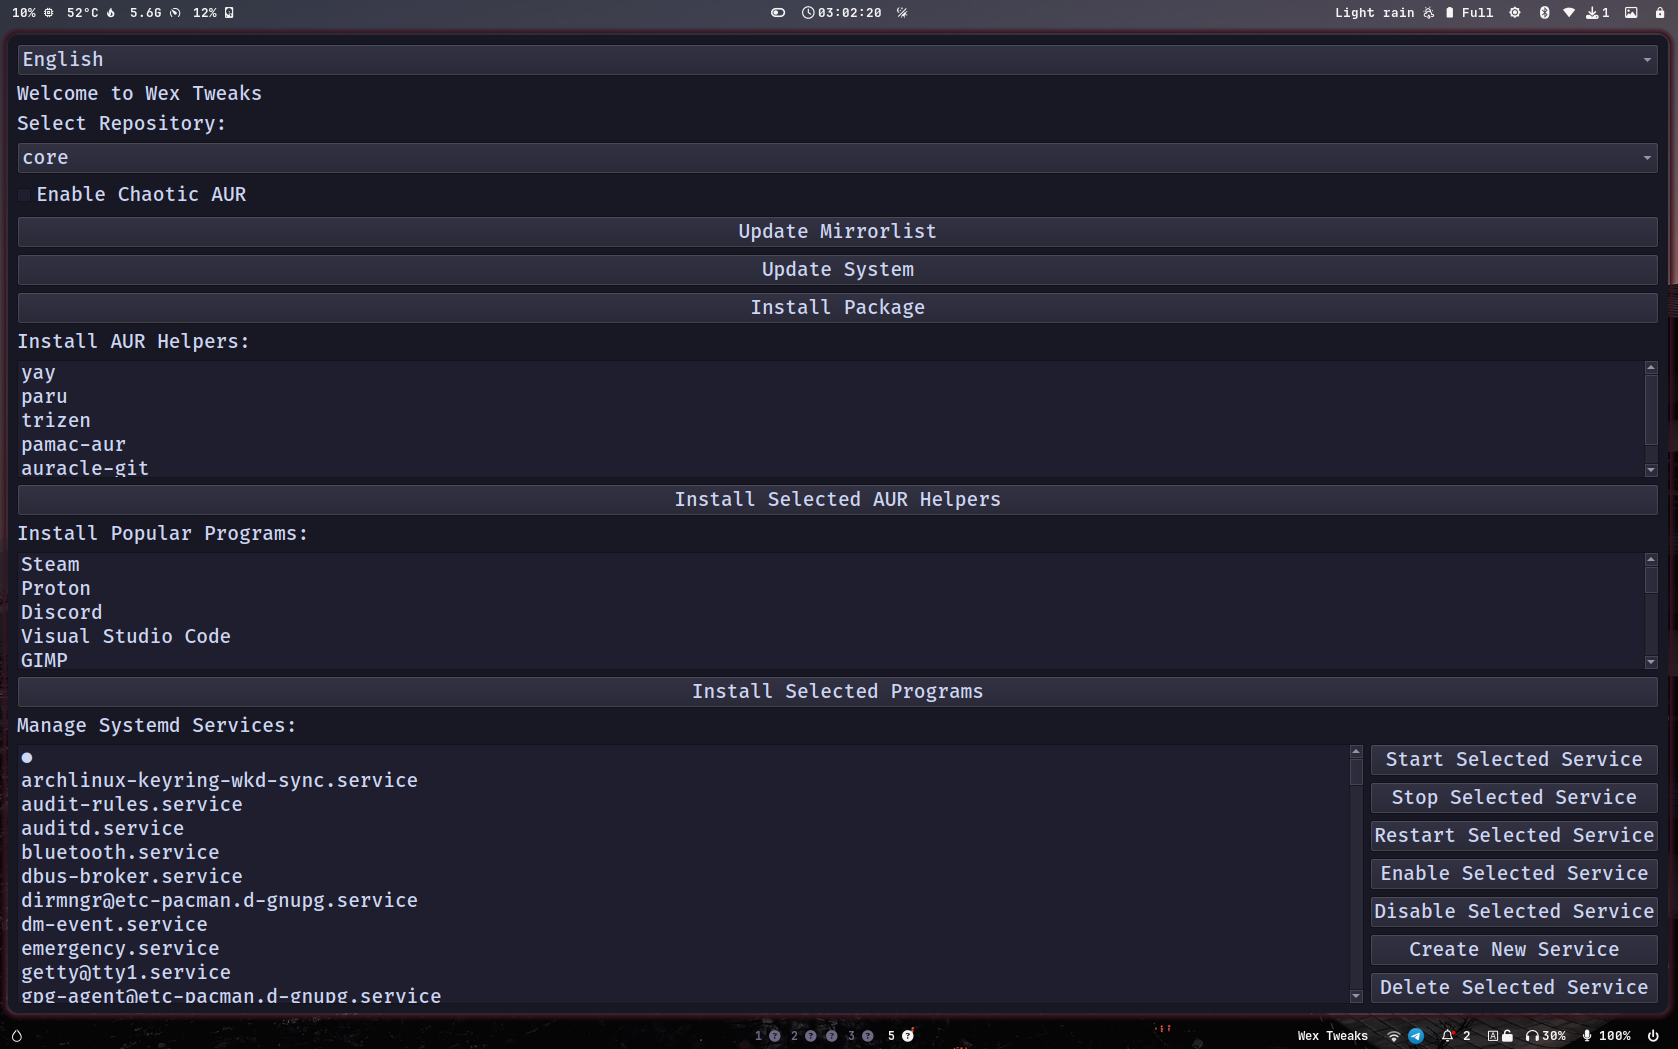 10% 52°C 5.6G 12% 03:02:20 Light rain Full 1
English
Welcome to Wex Tweaks
Select Repository:
core
Enable Chaotic AUR
Update Mirrorlist
Update System
Install Package
Install AUR Helpers:
yay
paru
trizen
pamac-aur
auracle-git
Install Selected AUR Helpers
Install Popular Programs:
Steam
Proton
Discord
Visual Studio Code
GIMP
Install Selected Programs
Manage Systemd Services:
●
archlinux-keyring-wkd-sync.service
audit-rules.service
auditd.service
bluetooth.service
dbus-broker.service
dirmngr@etc-pacman.d-gnupg.service
dm-event.service
emergency.service
getty@tty1.service
gpg-agent@etc-pacman.d-gnupg.service
Start Selected Service
Stop Selected Service
Restart Selected Service
Enable Selected Service
Disable Selected Service
Create New Service
Delete Selected Service
1 ? 2 ? ? 3 ? 5 ? Wex Tweaks 2 A 30% 100%